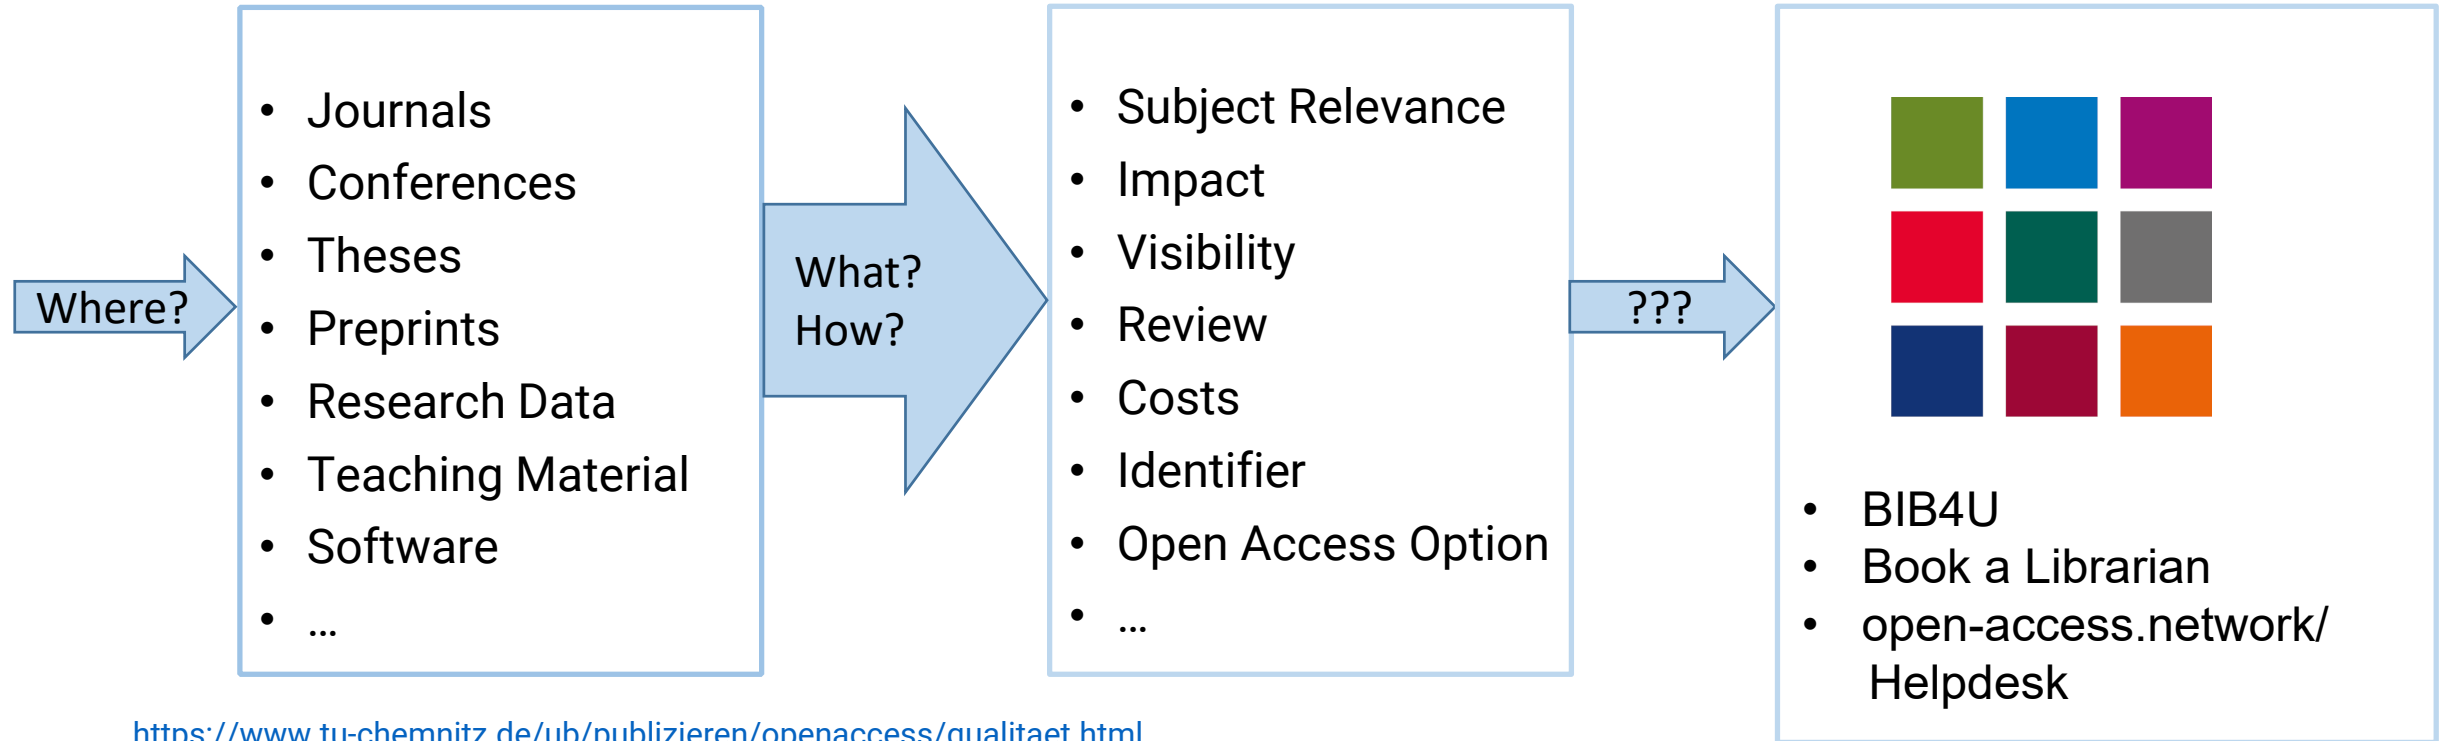 Where?
• Journals
• Conferences
• Theses
• Preprints
• Research Data
• Teaching Material
• Software
• …
What?
How?
• Subject Relevance
• Impact
• Visibility
• Review
• Costs
• Identifier
• Open Access Option
• …
???
• BIB4U
• Book a Librarian
• open-access.network/
Helpdesk
https://www.tu-chemnitz.de/ub/publizieren/openaccess/qualitaet.html